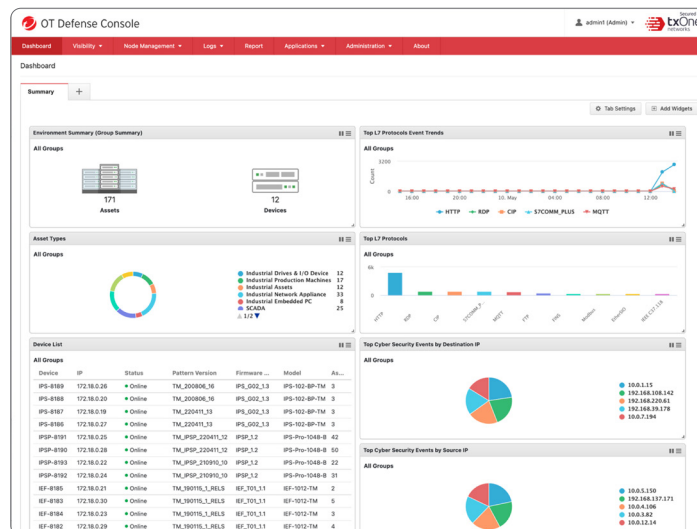 OT Defense Console
admin1 (Admin)
Secured
txOne
networks
Dashboard Visibility Node Management Logs Report Applications Administration About
Dashboard
Summary +
Tab Settings Add Widgets
Environment Summary (Group Summary)
All Groups
171
Assets
12
Devices
Top L7 Protocols Event Trends
All Groups
Count
3200
0
16:00 20:00 10. May 04:00 08:00 12:00
HTTP RDP CIP S7COMM_PLUS MQTT
Asset Types
All Groups
Industrial Drives & I/O Device 12
Industrial Production Machines 17
Industrial Assets 12
Industrial Network Appliance 33
Industrial Embedded PC 8
SCADA 25
1/2
Top L7 Protocols
All Groups
6k
0
HTTP RDP CIP S7COMM_P... MQTT FTP FINS Modbus EtherGIO IEEE C37.118
Device List
All Groups
Device IP Status Pattern Version Firmware ... Model As...
IPS-8189 172.18.0.26 Online TM_200806_16 IPS_G02_1.3 IPS-102-BP-TM 3
IPS-8188 172.18.0.20 Online TM_200806_16 IPS_G02_1.3 IPS-102-BP-TM 3
IPS-8187 172.18.0.19 Online TM_220411_13 IPS_G02_1.3 IPS-102-BP-TM 3
IPS-8186 172.18.0.27 Online TM_220411_13 IPS_G02_1.3 IPS-102-BP-TM 3
IPSP-8191 172.18.0.25 Online TM_IPSP_220411_12 IPSP_1.2 IPS-Pro-1048-B 42
IPSP-8190 172.18.0.28 Online TM_IPSP_220411_12 IPSP_1.2 IPS-Pro-1048-B 50
IPSP-8193 172.18.0.22 Online TM_IPSP_210910_10 IPSP_1.2 IPS-Pro-1048-B 22
IPSP-8192 172.18.0.24 Online TM_IPSP_210910_10 IPSP_1.2 IPS-Pro-1048-B 31
IEF-8185 172.18.0.21 Online TM_190115_1_RELS IEF_T01_1.1 IEF-1012-TM 2
IEF-8183 172.18.0.30 Online TM_190115_1_RELS IEF_T01_1.1 IEF-1012-TM 5
IEF-8184 172.18.0.23 Online TM_190115_1_RELS IEF_T01_1.1 IEF-1012-TM 3
IEF-8182 172.18.0.29 Online TM_190115_1_RELS IEF_T01_1.1 IEF-1012-TM 4
Top Cyber Security Events by Destination IP
All Groups
10.0.1.15
192.168.108.142
192.168.220.61
192.168.39.178
10.0.7.194
Top Cyber Security Events by Source IP
All Groups
10.0.5.150
192.168.137.171
10.0.4.106
10.0.3.82
10.0.12.14